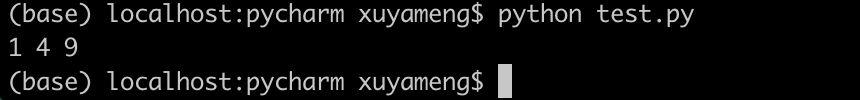 (base) localhost:pycharm xuyameng$ python test.py
1 4 9
(base) localhost:pycharm xuyameng$